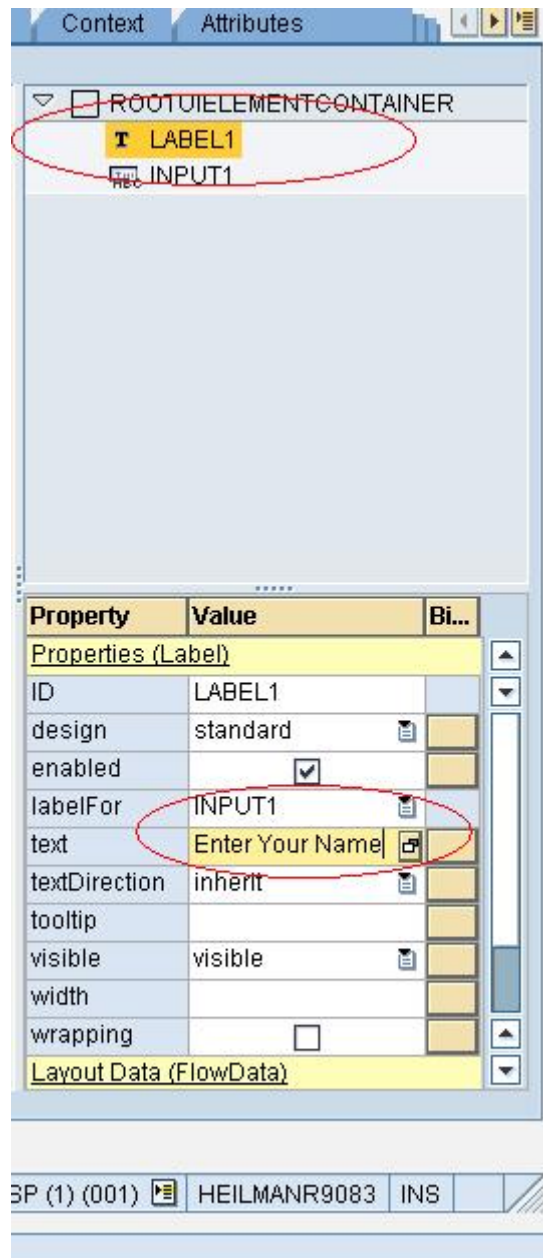 Context Attributes
ROOTUIELEMENTCONTAINER
T LABEL1
INPUT1
Property Value Bi...
Properties (Label)
ID LABEL1
design standard
enabled
labelFor INPUT1
text Enter Your Name
textDirection inherit
tooltip
visible visible
width
wrapping
Layout Data (FlowData)
SP (1) (001) HEILMANR9083 INS